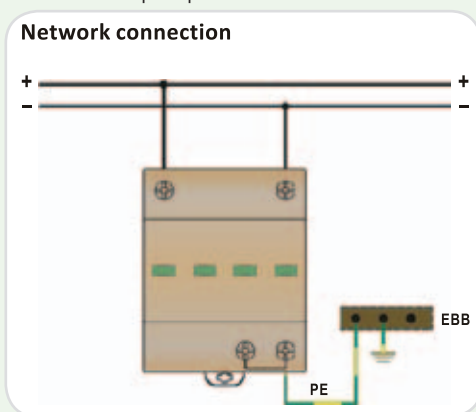 Network connection
+ +
– –
EBB
PE